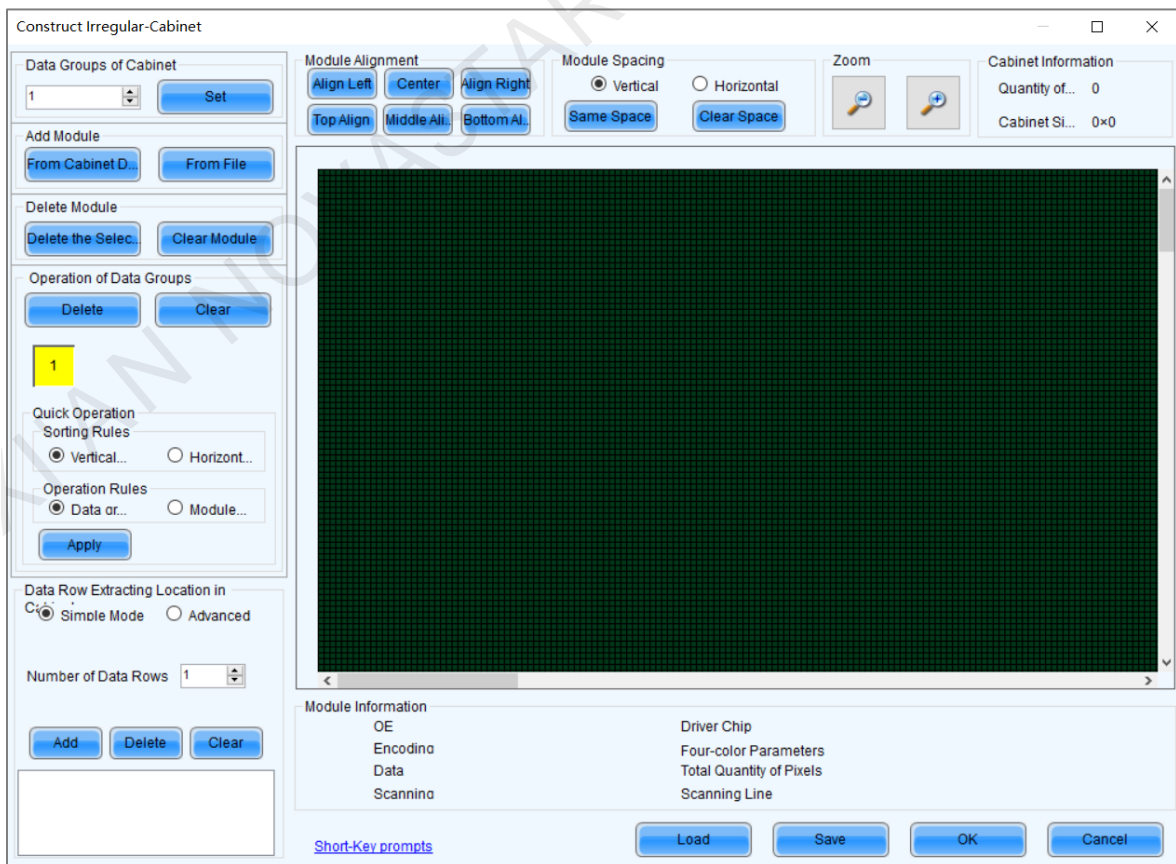 Construct Irregular-Cabinet
Data Groups of Cabinet
1
Set
Add Module
From Cabinet D...
From File
Delete Module
Delete the Selec...
Clear Module
Operation of Data Groups
Delete
Clear
1
Quick Operation
Sorting Rules
Vertical...
Horizont...
Operation Rules
Data gr...
Module...
Apply
Data Row Extracting Location in
Simple Mode
Advanced
Number of Data Rows
1
Add
Delete
Clear
Module Alignment
Align Left
Center
Align Right
Top Align
Middle Ali..
Bottom Al..
Module Spacing
Vertical
Horizontal
Same Space
Clear Space
Zoom
Cabinet Information
Quantity of... 0
Cabinet Si... 0×0
Module Information
OE
Driver Chip
Encoding
Four-color Parameters
Data
Total Quantity of Pixels
Scanning
Scanning Line
Short-Key prompts
Load
Save
OK
Cancel
XI'AN NOVASTAR